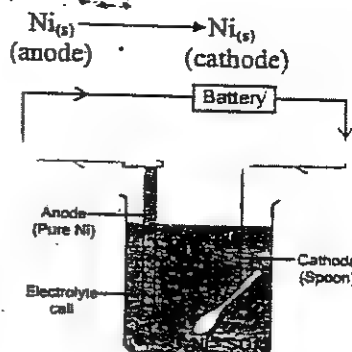 Ni(s) → Ni(s)
(anode) (cathode)
Battery
Anode
(Pure Ni)
Cathode
(Spoon)
Electrolyte
cell